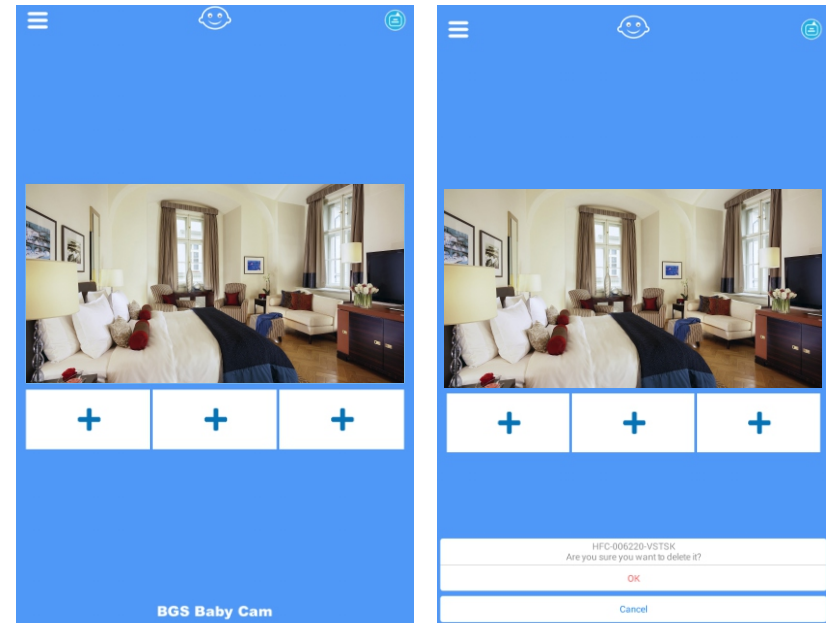 BGS Baby Cam
HFC-006220-VSTSK
Are you sure you want to delete it?
OK
Cancel